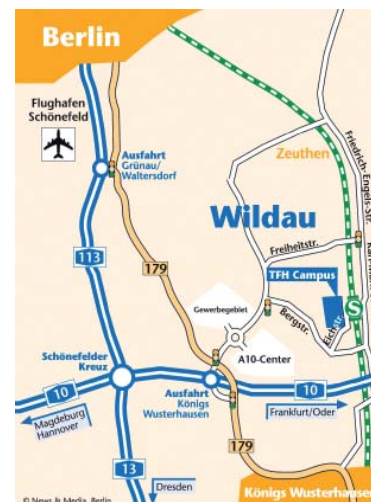 Berlin
Flughafen
Schönefeld
Ausfahrt
Grünau/
Waltersdorf
Zeuthen
Friedrich-Engels-Str.
Wildau
113
179
Freiheitstr.
TFH Campus
Gewerbegebiet
Bergstr.
Eichstr.
S
A10-Center
Schönefelder
Kreuz
10
Ausfahrt
Königs
Wusterhausen
10
Magdeburg
Hannover
Frankfurt/Oder
13
179
Dresden
Königs Wusterhausen
© News & Media, Berlin